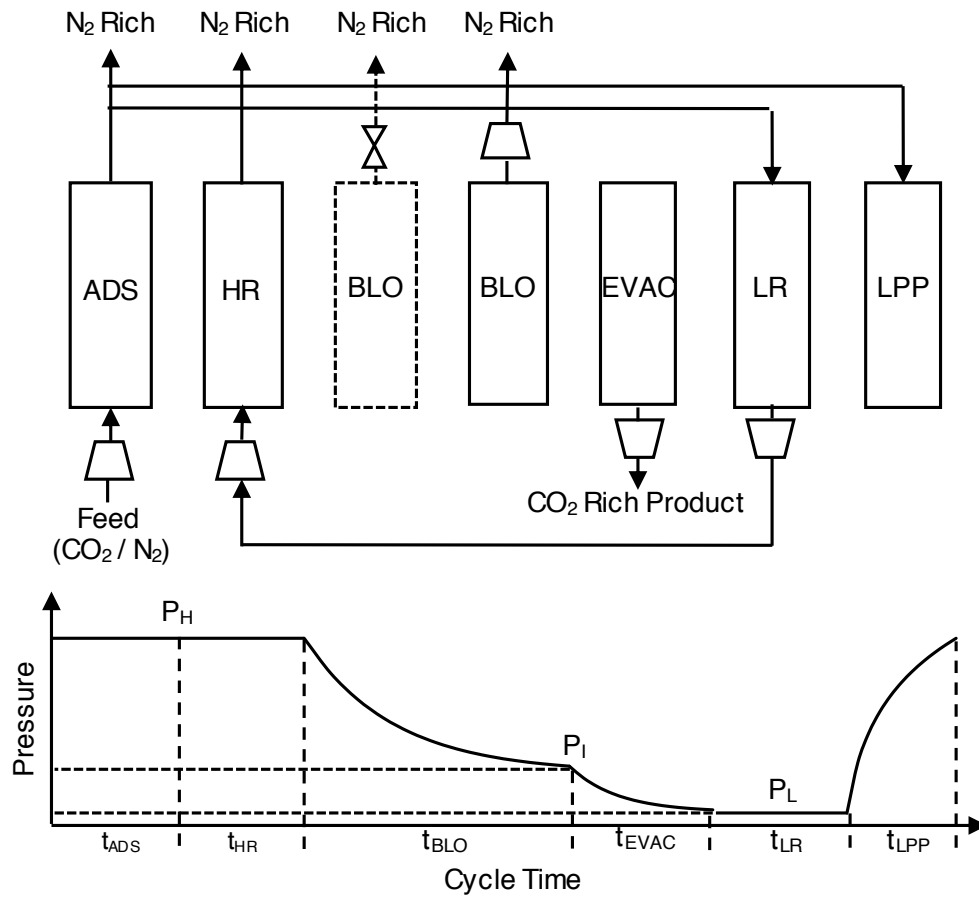 N₂ Rich N₂ Rich N₂ Rich N₂ Rich
ADS HR BLO BLO EVAC LR LPP
Feed
(CO₂ / N₂)
CO₂ Rich Product
Pressure
P_H
P_I
P_L
t_ADS t_HR t_BLO t_EVAC t_LR t_LPP
Cycle Time